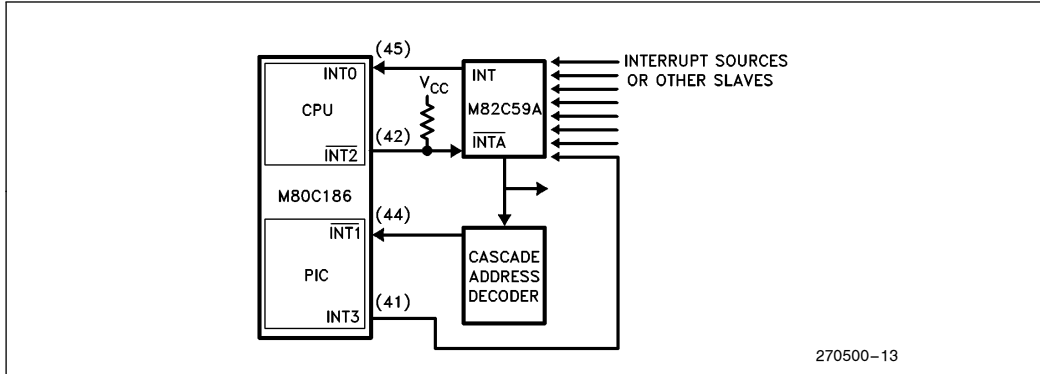 (45)
INT0
VCC
CPU
(42)
INT2
M80C186
(44)
INT1
PIC
(41)
INT3
INT
M82C59A
INTA
CASCADE
ADDRESS
DECODER
INTERRUPT SOURCES
OR OTHER SLAVES
270500–13